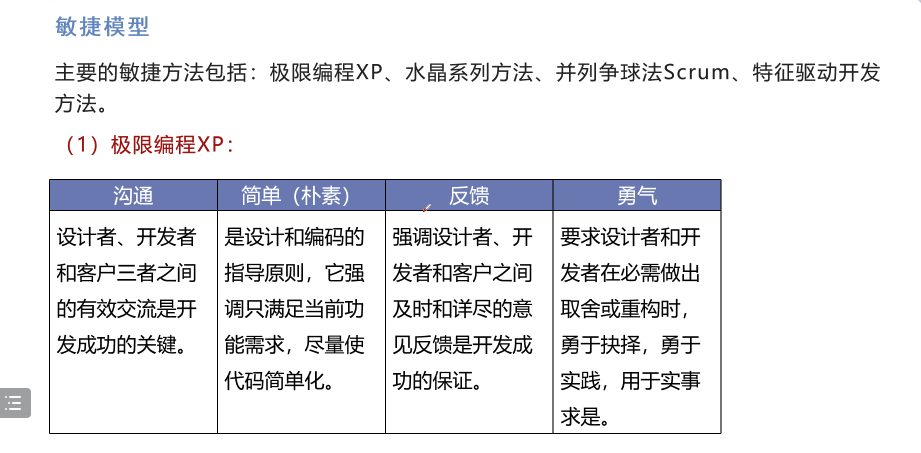 敏捷模型
主要的敏捷方法包括：极限编程XP、水晶系列方法、并列争球法Scrum、特征驱动开发
方法。
（1）极限编程XP：
沟通
设计者、开发者
和客户三者之间
的有效交流是开
发成功的关键。
简单（朴素）
是设计和编码的
指导原则，它强
调只满足当前功
能需求，尽量使
代码简单化。
反馈
强调设计者、开
发者和客户之间
及时和详尽的意
见反馈是开发成
功的保证。
勇气
要求设计者和开
发者在必需做出
取舍或重构时，
勇于抉择，勇于
实践，用于实事
求是。